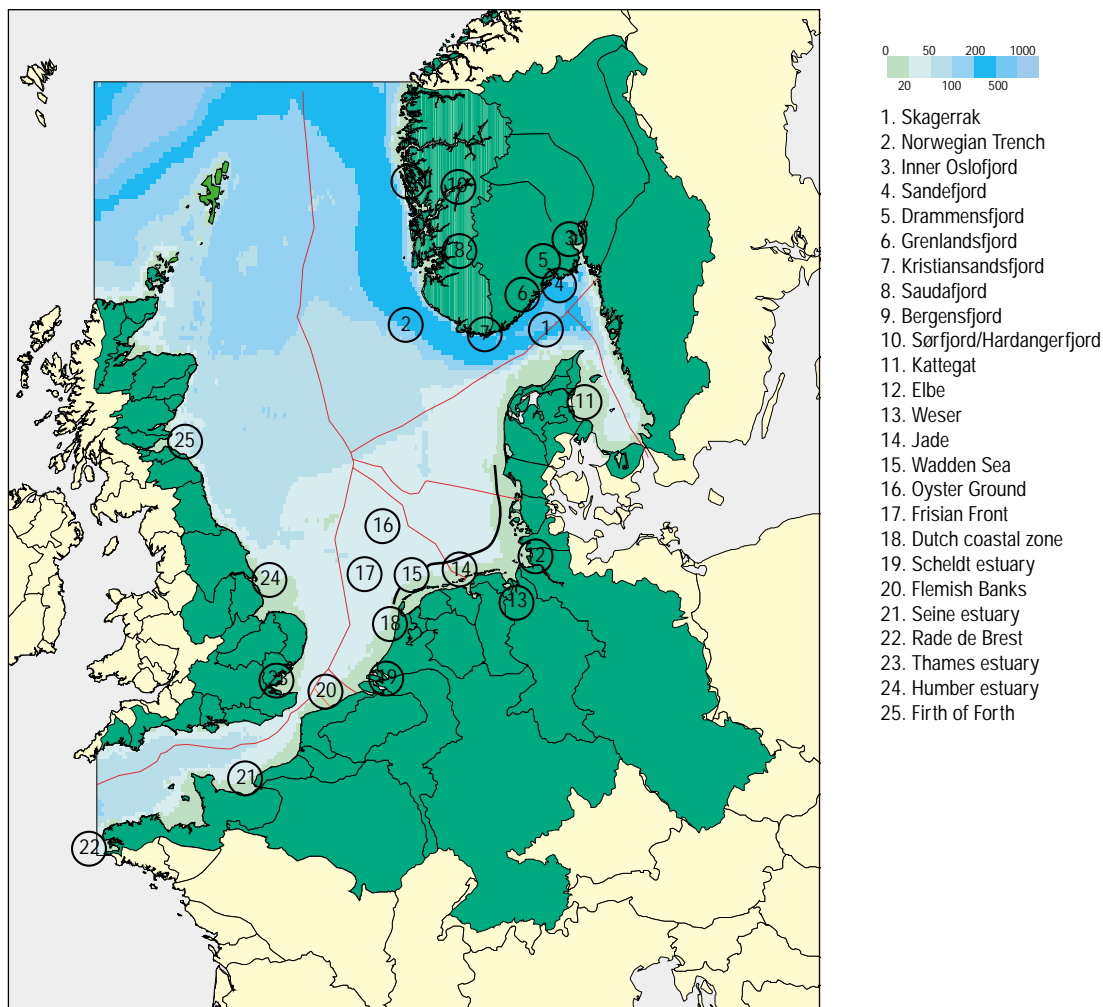 0 50 200 1000
20 100 500
1. Skagerrak
2. Norwegian Trench
3. Inner Oslofjord
4. Sandefjord
5. Drammensfjord
6. Grenlandsfjord
7. Kristiansandsfjord
8. Saudafjord
9. Bergensfjord
10. Sørfjord/Hardangerfjord
11. Kattegat
12. Elbe
13. Weser
14. Jade
15. Wadden Sea
16. Oyster Ground
17. Frisian Front
18. Dutch coastal zone
19. Scheldt estuary
20. Flemish Banks
21. Seine estuary
22. Rade de Brest
23. Thames estuary
24. Humber estuary
25. Firth of Forth
10
3
8
5
4
6
2
7
1
11
25
16
12
24
17
15
14
13
18
23
20
19
21
22